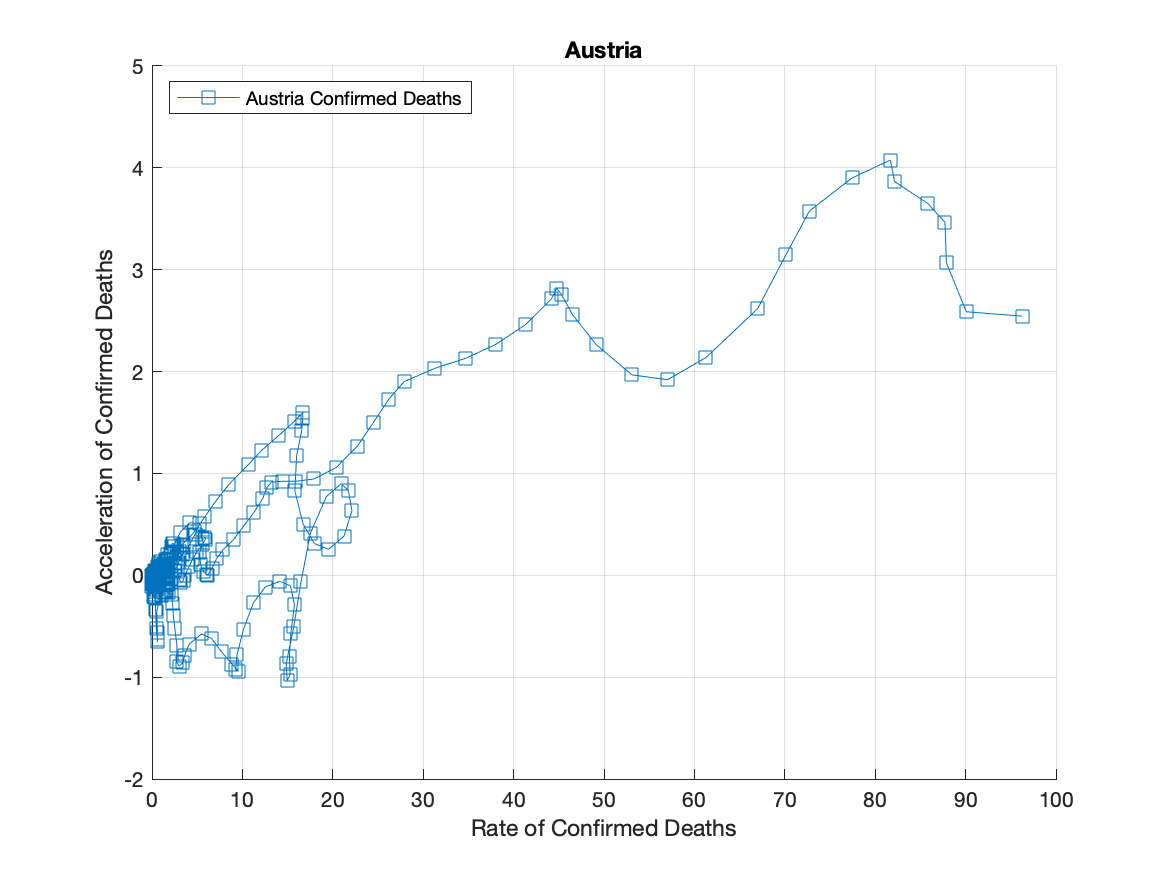 Austria
Austria Confirmed Deaths
5
4
3
2
1
0
-1
-2
Acceleration of Confirmed Deaths
0 10 20 30 40 50 60 70 80 90 100
Rate of Confirmed Deaths